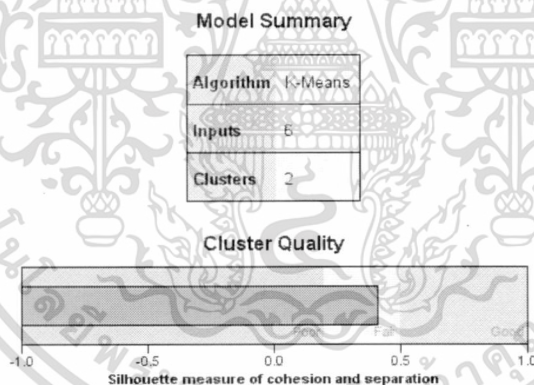 Model Summary
Algorithm K-Means
Inputs 6
Clusters 2
Cluster Quality
Poor Fair Good
-1.0 -0.5 0.0 0.5 1.0
Silhouette measure of cohesion and separation